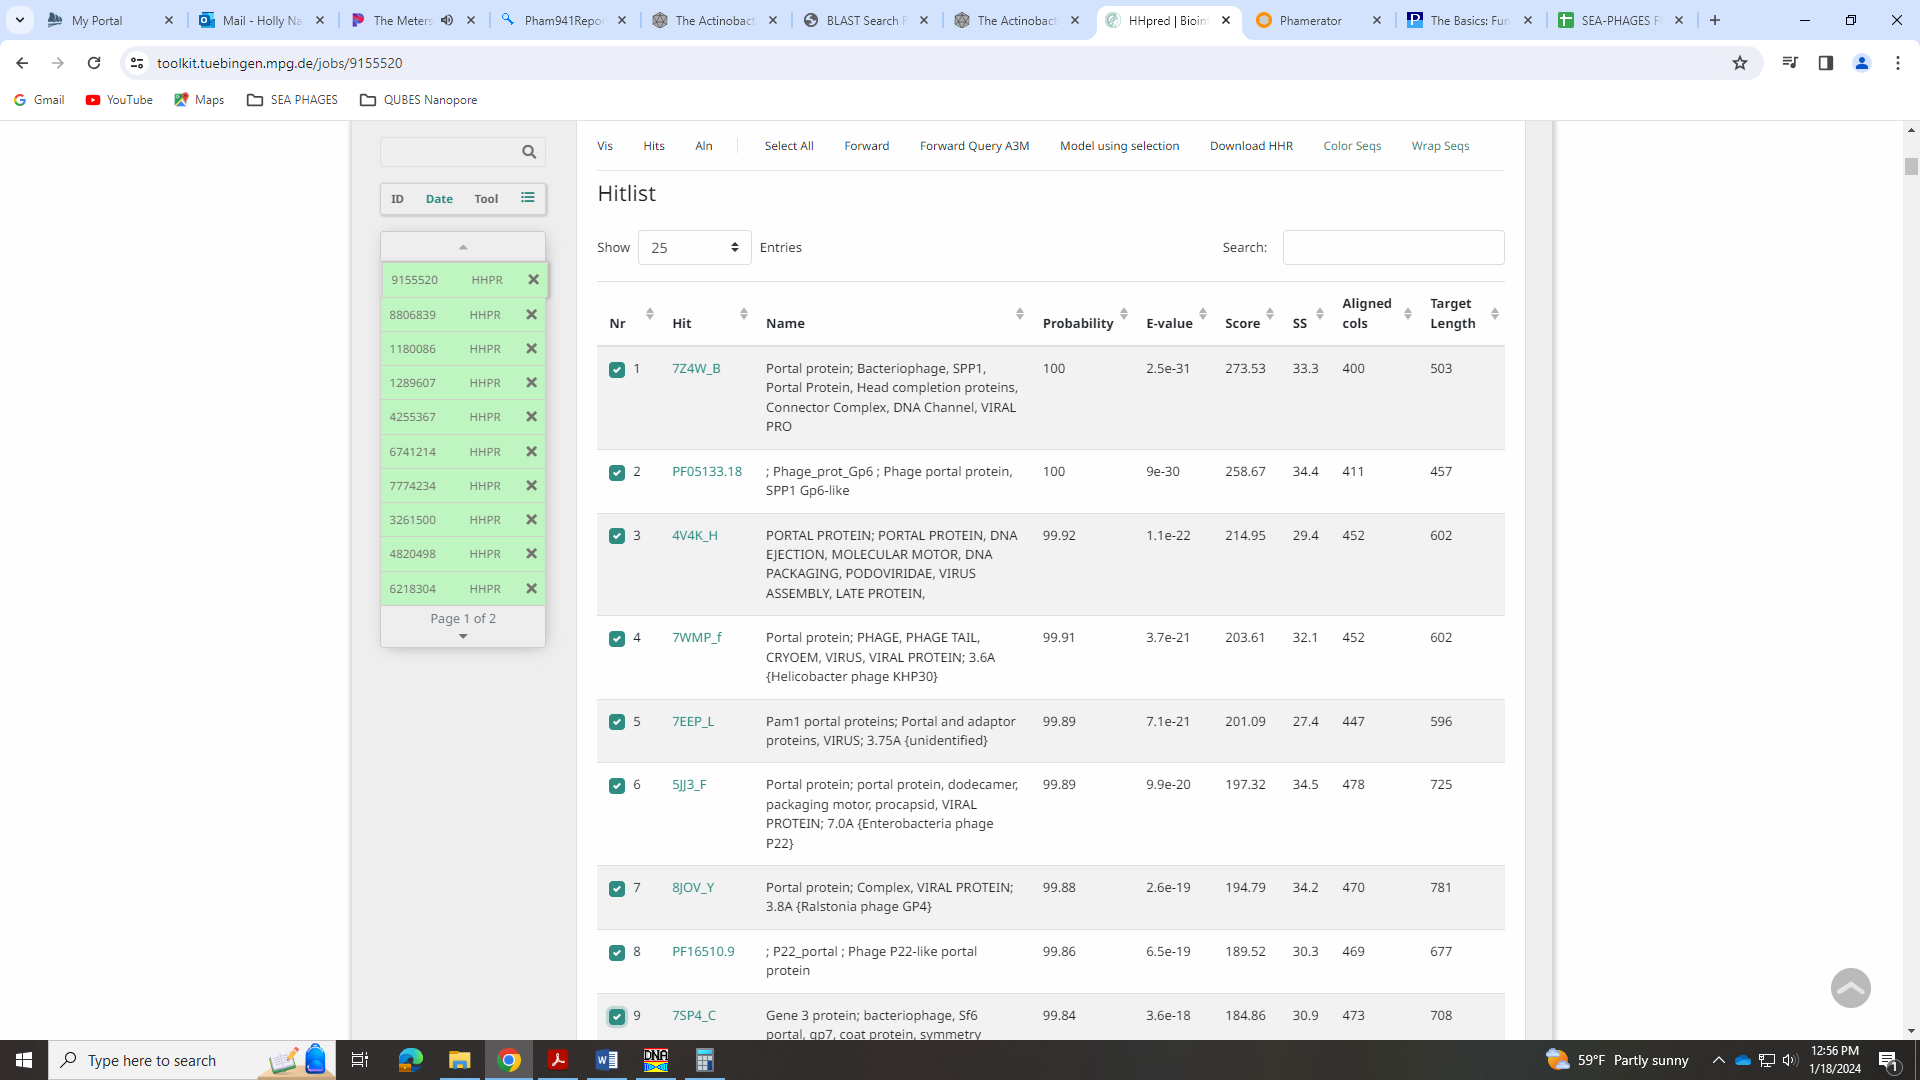 My Portal
Mail - Holly Na
The Meters
Pham941Repo
The Actinobact
BLAST Search R
The Actinobact
HHpred | Bioin
Phamerator
The Basics: Fun
SEA-PHAGES F
toolkit.tuebingen.mpg.de/jobs/9155520
Gmail
YouTube
Maps
SEA PHAGES
QUBES Nanopore
Vis Hits Aln Select All Forward Forward Query A3M Model using selection Download HHR Color Seqs Wrap Seqs
ID Date Tool
9155520 HHPR
8806839 HHPR
1180086 HHPR
1289607 HHPR
4255367 HHPR
6741214 HHPR
7774234 HHPR
3261500 HHPR
4820498 HHPR
6218304 HHPR
Page 1 of 2
Hitlist
Show 25 Entries
Search:
Nr Hit Name Probability E-value Score SS Aligned cols Target Length
1 7Z4W_B Portal protein; Bacteriophage, SPP1, 100 2.5e-31 273.53 33.3 400 503
Portal Protein, Head completion proteins,
Connector Complex, DNA Channel, VIRAL
PRO
2 PF05133.18 ; Phage_prot_Gp6 ; Phage portal protein, 100 9e-30 258.67 34.4 411 457
SPP1 Gp6-like
3 4V4K_H PORTAL PROTEIN; PORTAL PROTEIN, DNA 99.92 1.1e-22 214.95 29.4 452 602
EJECTION, MOLECULAR MOTOR, DNA
PACKAGING, PODOVIRIDAE, VIRUS
ASSEMBLY, LATE PROTEIN,
4 7WMP_f Portal protein; PHAGE, PHAGE TAIL, 99.91 3.7e-21 203.61 32.1 452 602
CRYOEM, VIRUS, VIRAL PROTEIN; 3.6A
{Helicobacter phage KHP30}
5 7EEP_L Pam1 portal proteins; Portal and adaptor 99.89 7.1e-21 201.09 27.4 447 596
proteins, VIRUS; 3.75A {unidentified}
6 5JJ3_F Portal protein; portal protein, dodecamer, 99.89 9.9e-20 197.32 34.5 478 725
packaging motor, procapsid, VIRAL
PROTEIN; 7.0A {Enterobacteria phage
P22}
7 8JOV_Y Portal protein; Complex, VIRAL PROTEIN; 99.88 2.6e-19 194.79 34.2 470 781
3.8A {Ralstonia phage GP4}
8 PF16510.9 ; P22_portal ; Phage P22-like portal 99.86 6.5e-19 189.52 30.3 469 677
protein
9 7SP4_C Gene 3 protein; bacteriophage, Sf6 99.84 3.6e-18 184.86 30.9 473 708
portal, gp7, coat protein, symmetry
Type here to search
DNA
59°F Partly sunny
12:56 PM
1/18/2024
1